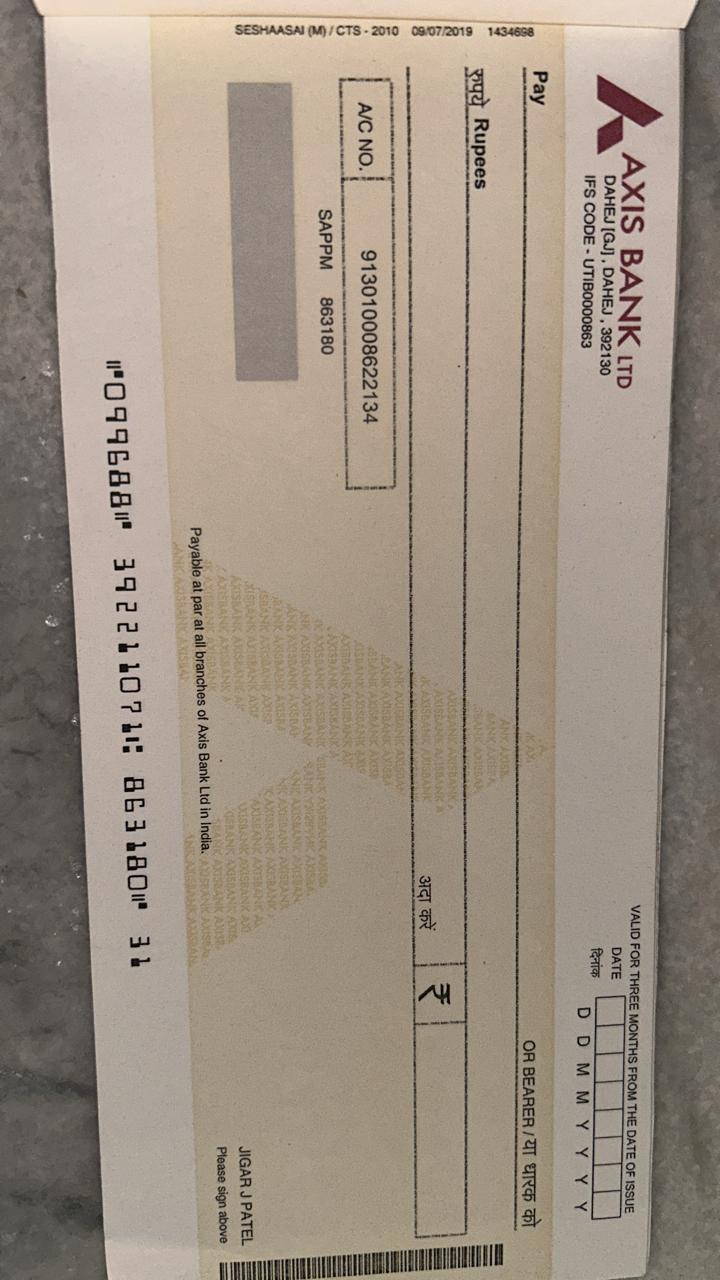 AXIS BANK LTD
DAHEJ [GJ] , DAHEJ , 392130
IFS CODE - UTIB0000863
VALID FOR THREE MONTHS FROM THE DATE OF ISSUE
DATE
दिनांक
D D M M Y Y Y Y
Pay
OR BEARER / या धारक को
रुपये Rupees
अदा करें
₹
A/C NO.
913010008622134
SAPPM 863180
SESHAASAI (M) / CTS - 2010 09/07/2019 1434698
JIGAR J PATEL
Please sign above
Payable at par at all branches of Axis Bank Ltd in India.
⑈099688⑈ 392211071⑆ 863180⑈ 31